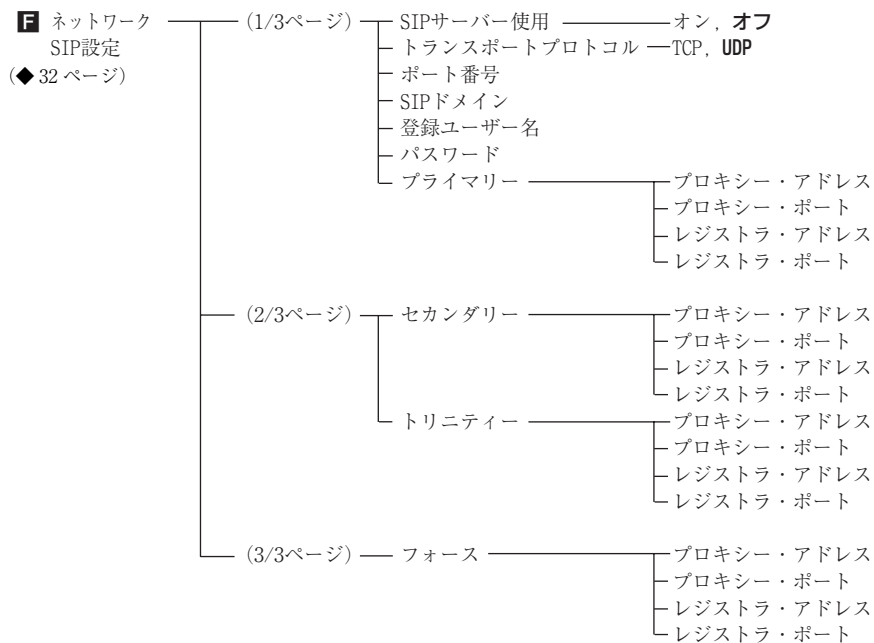 F ネットワーク (1/3ページ) SIPサーバー使用 オン, オフ
SIP設定 トランスポートプロトコル TCP, UDP
(◆ 32 ページ) ポート番号
SIPドメイン
登録ユーザー名
パスワード
プライマリー プロキシー・アドレス
プロキシー・ポート
レジストラ・アドレス
レジストラ・ポート
(2/3ページ) セカンダリー プロキシー・アドレス
プロキシー・ポート
レジストラ・アドレス
レジストラ・ポート
トリニティー プロキシー・アドレス
プロキシー・ポート
レジストラ・アドレス
レジストラ・ポート
(3/3ページ) フォース プロキシー・アドレス
プロキシー・ポート
レジストラ・アドレス
レジストラ・ポート